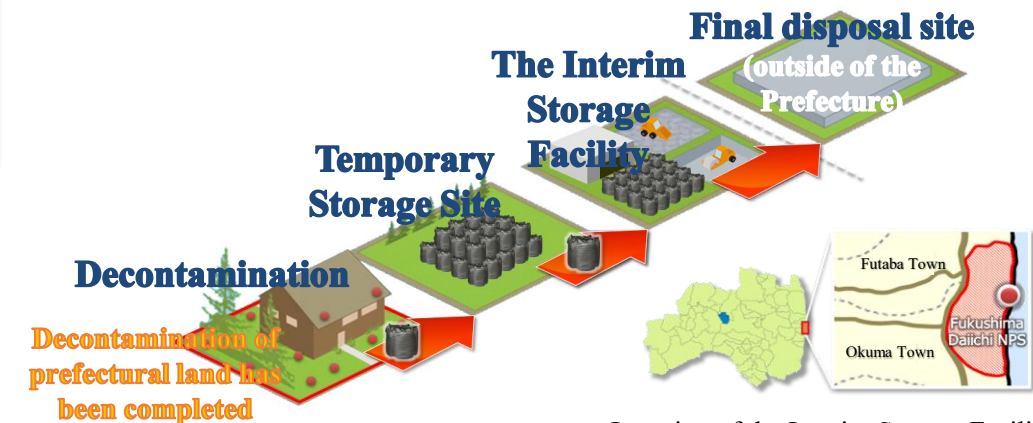 Final disposal site
(outside of the
Prefecture)
The Interim
Storage
Facility
Temporary
Storage Site
Decontamination
Decontamination of
prefectural land has
been completed
Futaba Town
Fukushima
Daiichi NPS
Okuma Town